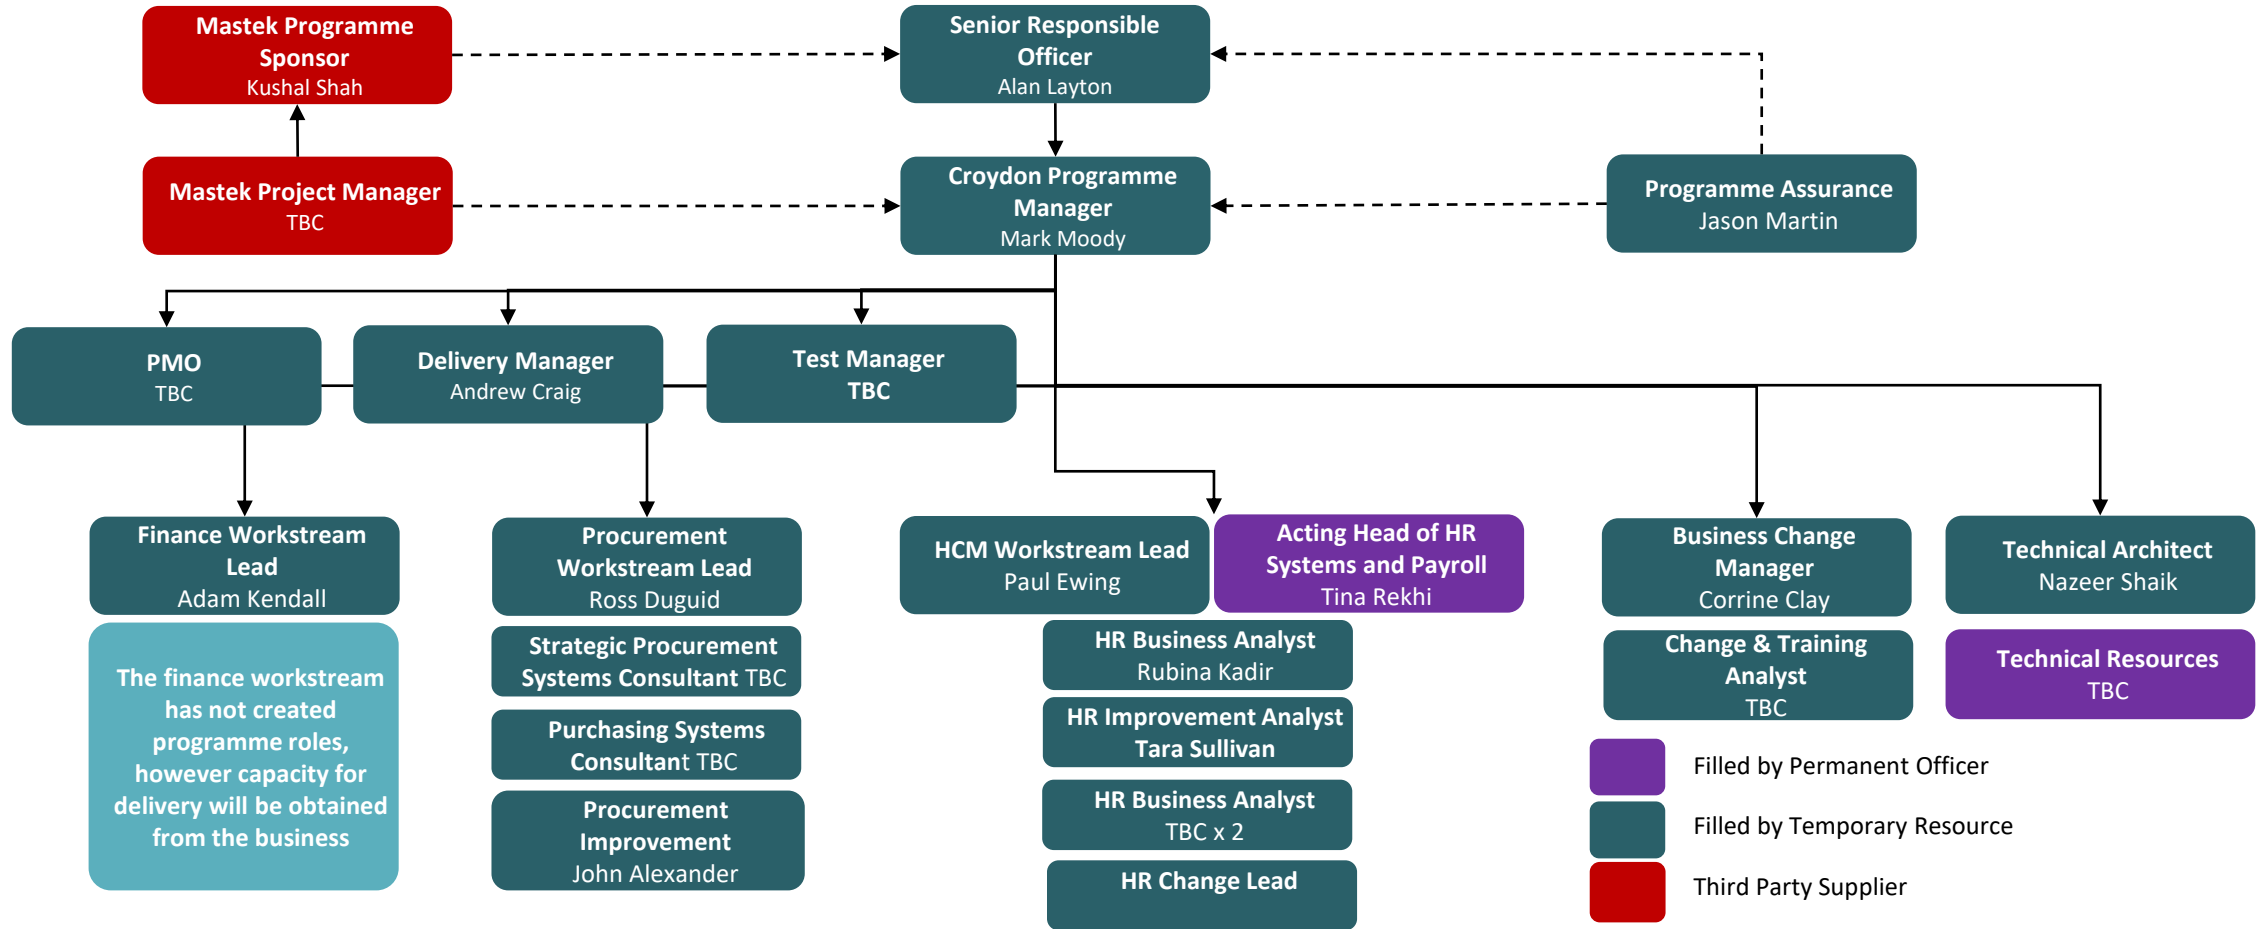 Mastek Programme
Sponsor
Kushal Shah
Senior Responsible
Officer
Alan Layton
Mastek Project Manager
TBC
Croydon Programme
Manager
Mark Moody
Programme Assurance
Jason Martin
PMO
TBC
Delivery Manager
Andrew Craig
Test Manager
TBC
Finance Workstream
Lead
Adam Kendall
The finance workstream
has not created
programme roles,
however capacity for
delivery will be obtained
from the business
Procurement
Workstream Lead
Ross Duguid
Strategic Procurement
Systems Consultant TBC
Purchasing Systems
Consultant TBC
Procurement
Improvement
John Alexander
HCM Workstream Lead
Paul Ewing
Acting Head of HR
Systems and Payroll
Tina Rekhi
HR Business Analyst
Rubina Kadir
HR Improvement Analyst
Tara Sullivan
HR Business Analyst
TBC x 2
HR Change Lead
Business Change
Manager
Corrine Clay
Change & Training
Analyst
TBC
Technical Architect
Nazeer Shaik
Technical Resources
TBC
Filled by Permanent Officer
Filled by Temporary Resource
Third Party Supplier